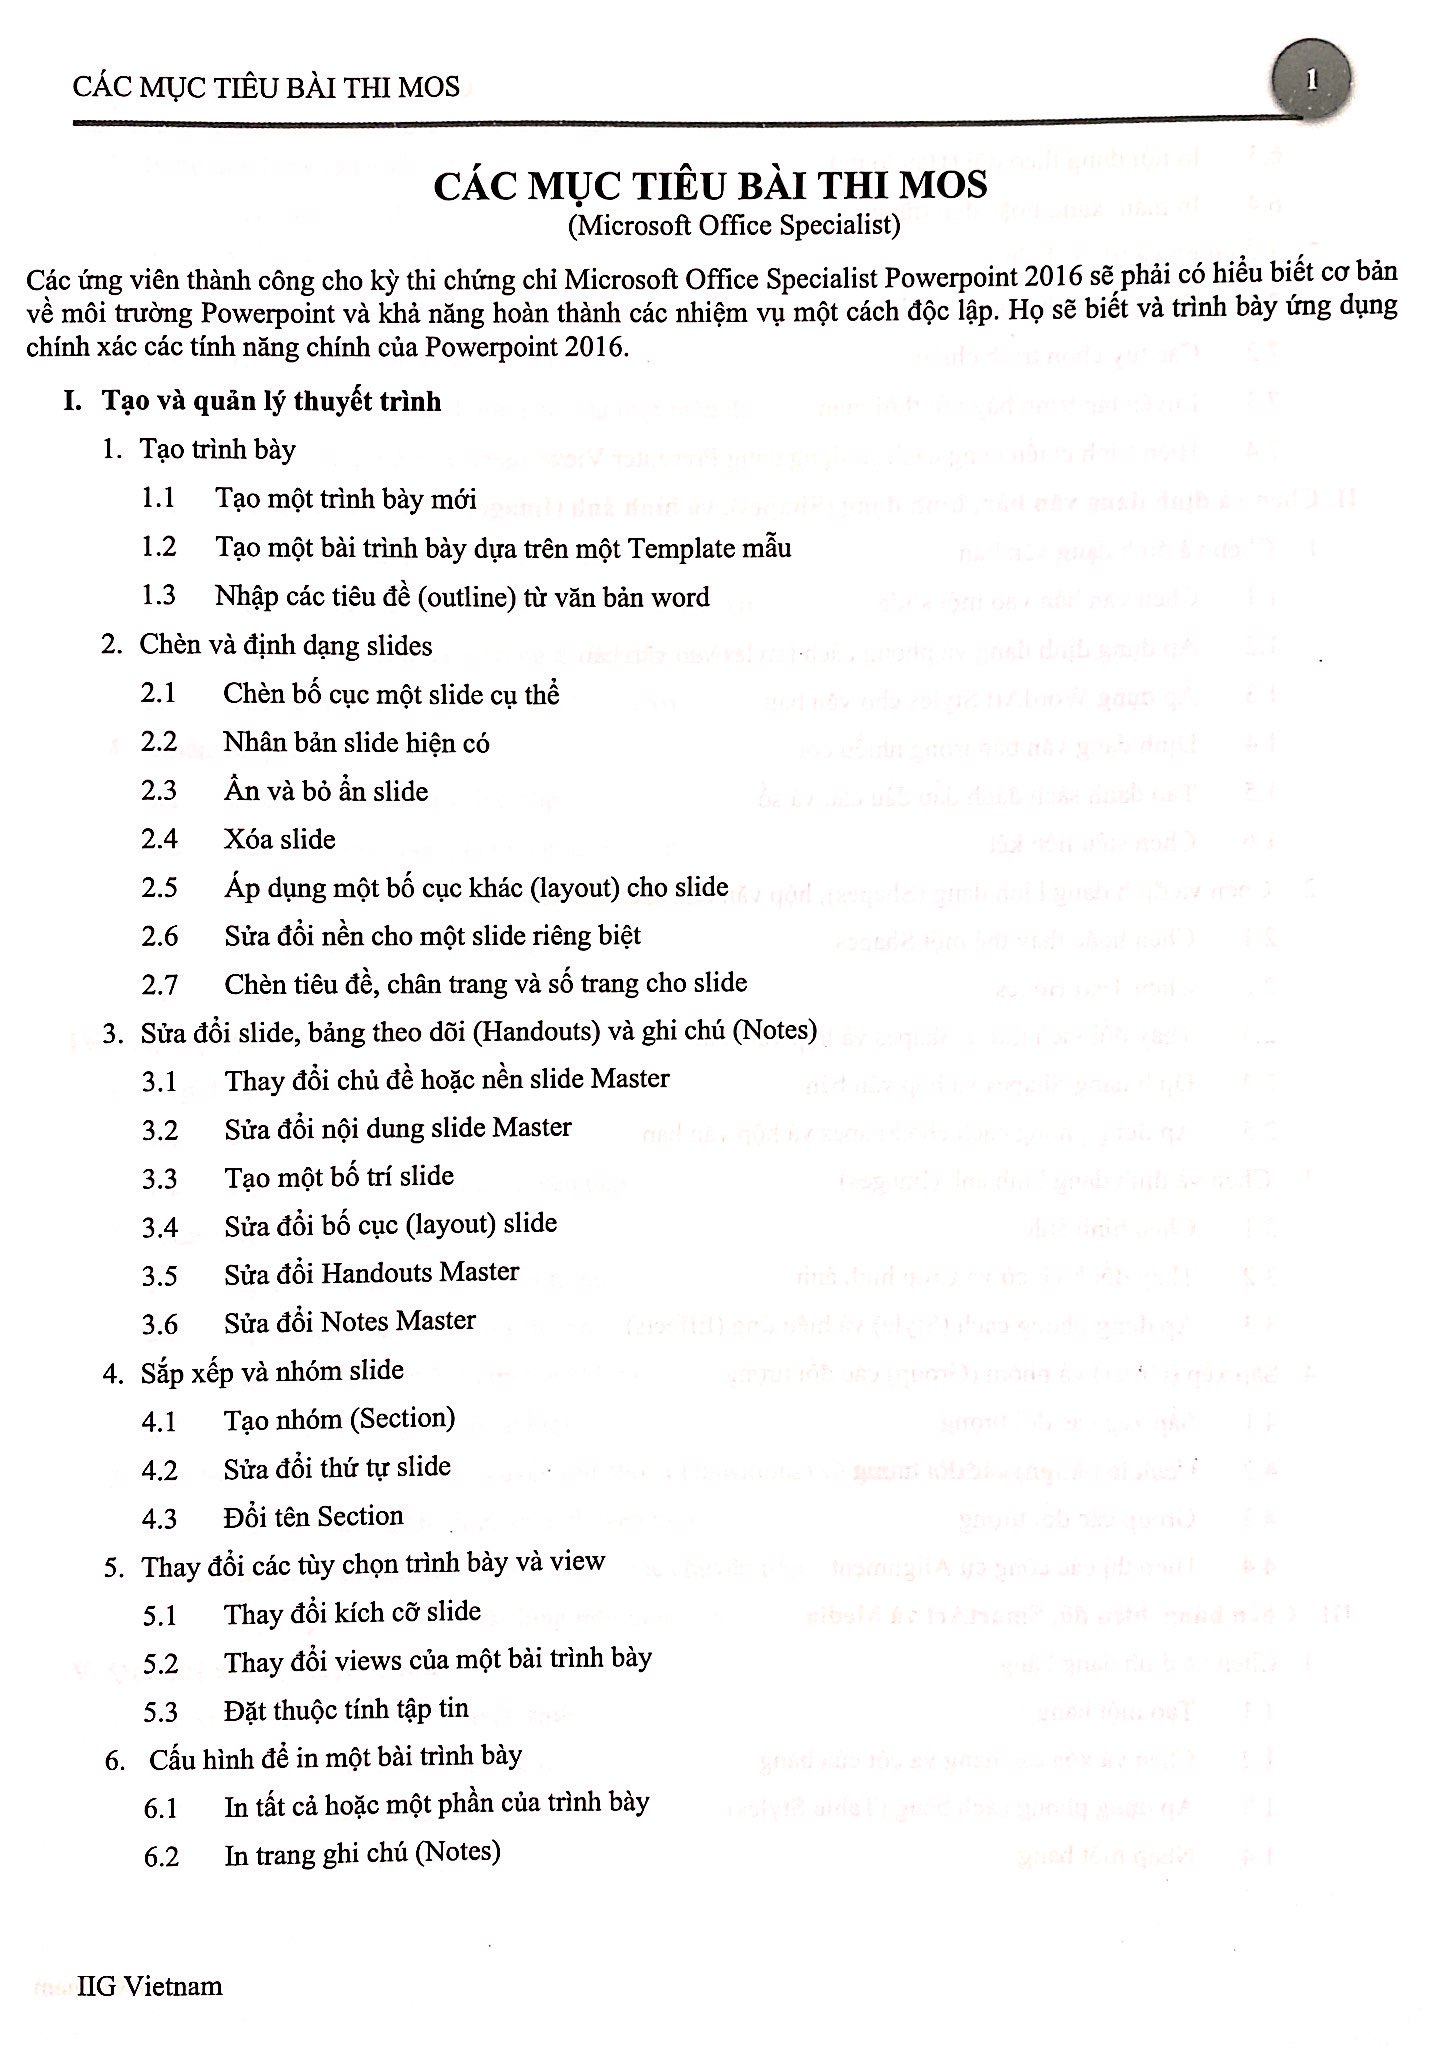 CÁC MỤC TIÊU BÀI THI MOS
1
CÁC MỤC TIÊU BÀI THI MOS
(Microsoft Office Specialist)
Các ứng viên thành công cho kỳ thi chứng chỉ Microsoft Office Specialist Powerpoint 2016 sẽ phải có hiểu biết cơ bản
về môi trường Powerpoint và khả năng hoàn thành các nhiệm vụ một cách độc lập. Họ sẽ biết và trình bày ứng dụng
chính xác các tính năng chính của Powerpoint 2016.
I. Tạo và quản lý thuyết trình
1. Tạo trình bày
1.1 Tạo một trình bày mới
1.2 Tạo một bài trình bày dựa trên một Template mẫu
1.3 Nhập các tiêu đề (outline) từ văn bản word
2. Chèn và định dạng slides
2.1 Chèn bố cục một slide cụ thể
2.2 Nhân bản slide hiện có
2.3 Ẩn và bỏ ẩn slide
2.4 Xóa slide
2.5 Áp dụng một bố cục khác (layout) cho slide
2.6 Sửa đổi nền cho một slide riêng biệt
2.7 Chèn tiêu đề, chân trang và số trang cho slide
3. Sửa đổi slide, bảng theo dõi (Handouts) và ghi chú (Notes)
3.1 Thay đổi chủ đề hoặc nền slide Master
3.2 Sửa đổi nội dung slide Master
3.3 Tạo một bố trí slide
3.4 Sửa đổi bố cục (layout) slide
3.5 Sửa đổi Handouts Master
3.6 Sửa đổi Notes Master
4. Sắp xếp và nhóm slide
4.1 Tạo nhóm (Section)
4.2 Sửa đổi thứ tự slide
4.3 Đổi tên Section
5. Thay đổi các tùy chọn trình bày và view
5.1 Thay đổi kích cỡ slide
5.2 Thay đổi views của một bài trình bày
5.3 Đặt thuộc tính tập tin
6. Cấu hình để in một bài trình bày
6.1 In tất cả hoặc một phần của trình bày
6.2 In trang ghi chú (Notes)
IIG Vietnam